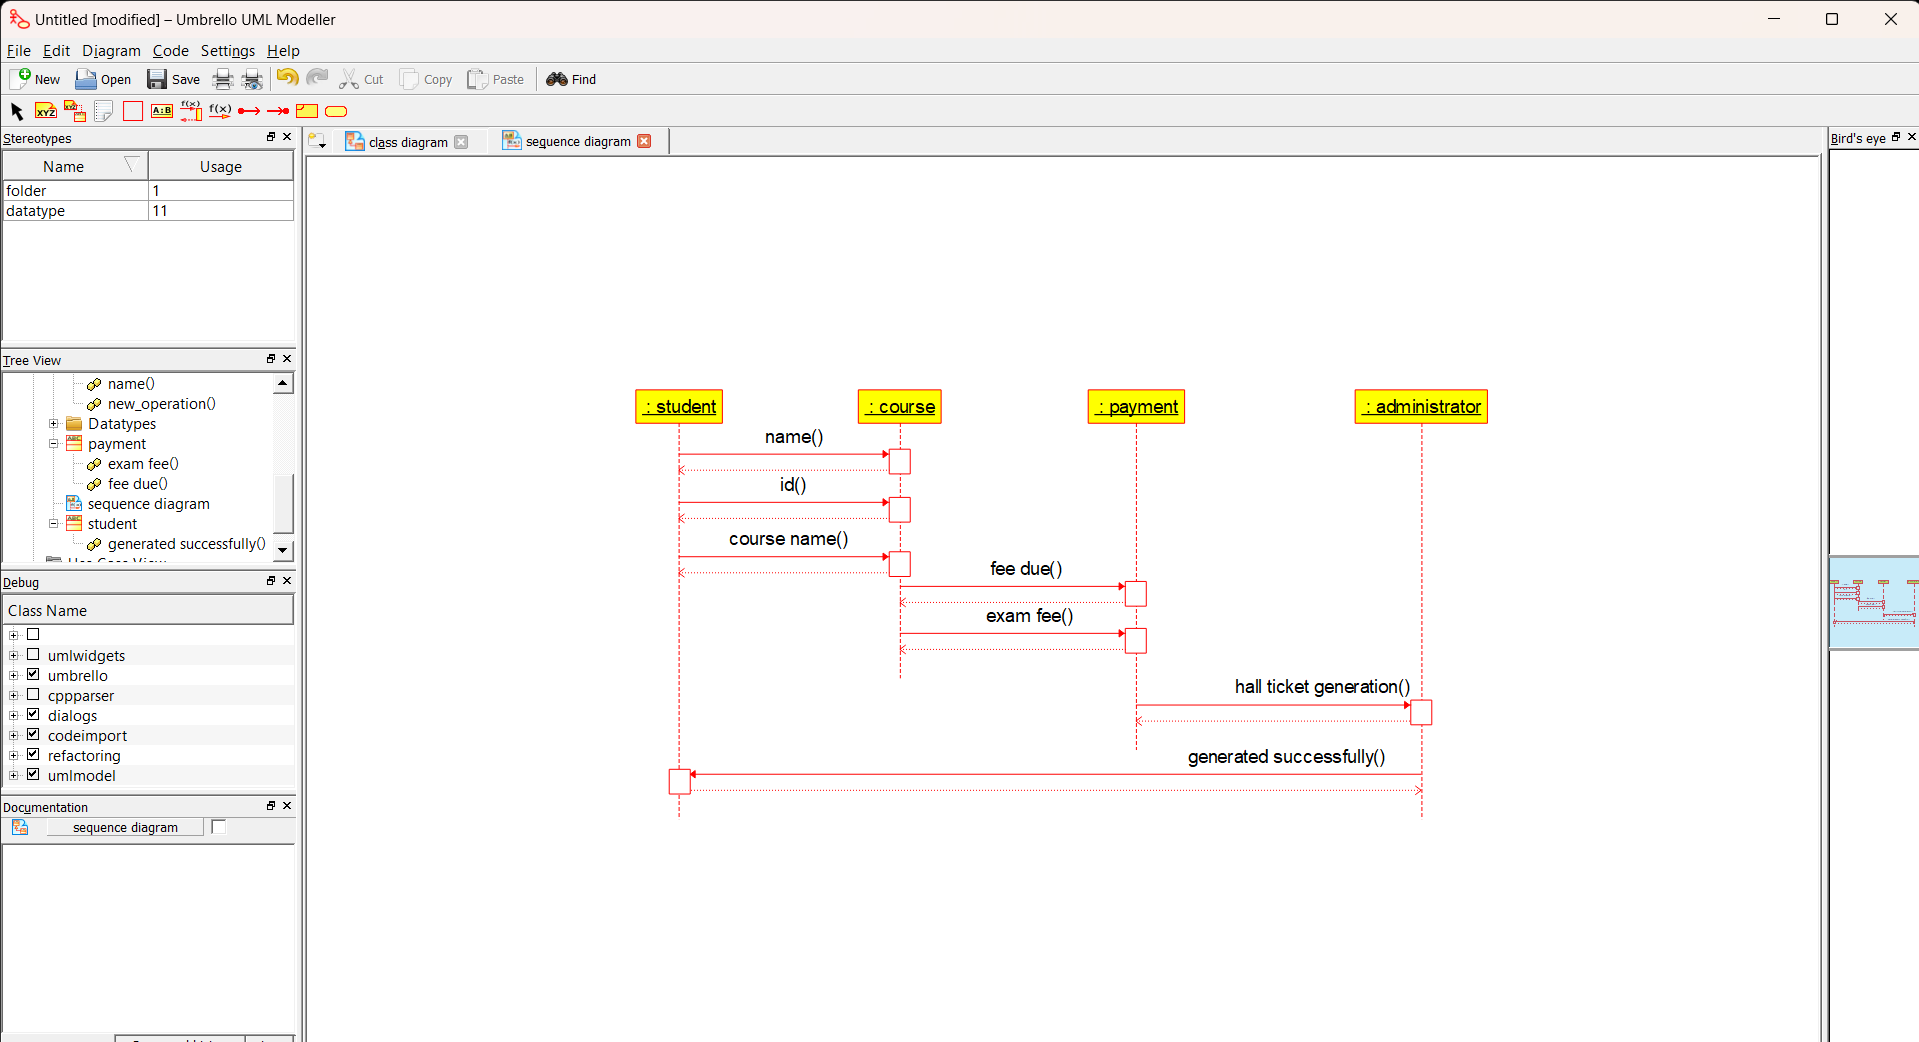 Untitled [modified] – Umbrello UML Modeller
File Edit Diagram Code Settings Help
New Open Save Cut Copy Paste Find
XYZ XYZ A:B f(x) f(x)
Stereotypes
Name Usage
folder 1
datatype 11
Tree View
name()
new_operation()
Datatypes
payment
exam fee()
fee due()
sequence diagram
student
generated successfully()
Debug
Class Name
umlwidgets
umbrello
cppparser
dialogs
codeimport
refactoring
umlmodel
Documentation
sequence diagram
class diagram sequence diagram
: student : course : payment : administrator
name()
id()
course name()
fee due()
exam fee()
hall ticket generation()
generated successfully()
Bird's eye